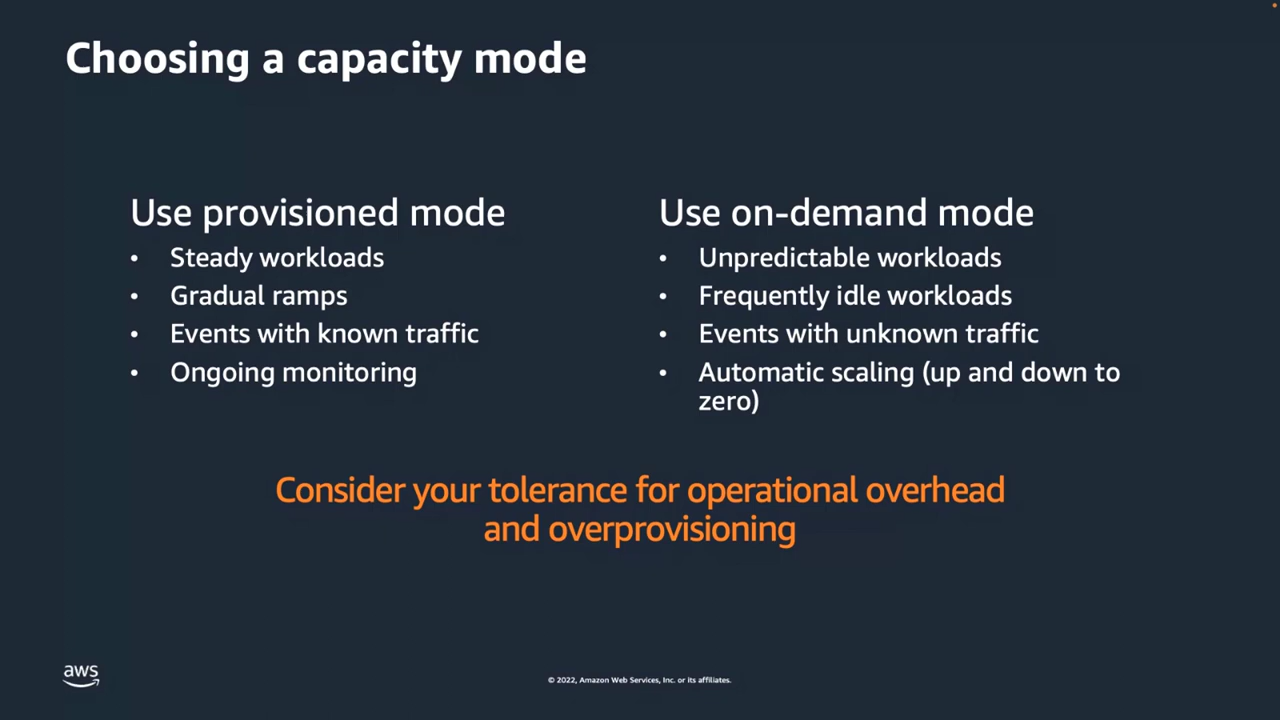 Choosing a capacity mode
Use provisioned mode
• Steady workloads
• Gradual ramps
• Events with known traffic
• Ongoing monitoring
Use on-demand mode
• Unpredictable workloads
• Frequently idle workloads
• Events with unknown traffic
• Automatic scaling (up and down to
zero)
Consider your tolerance for operational overhead
and overprovisioning
aws
© 2022, Amazon Web Services, Inc. or its affiliates.